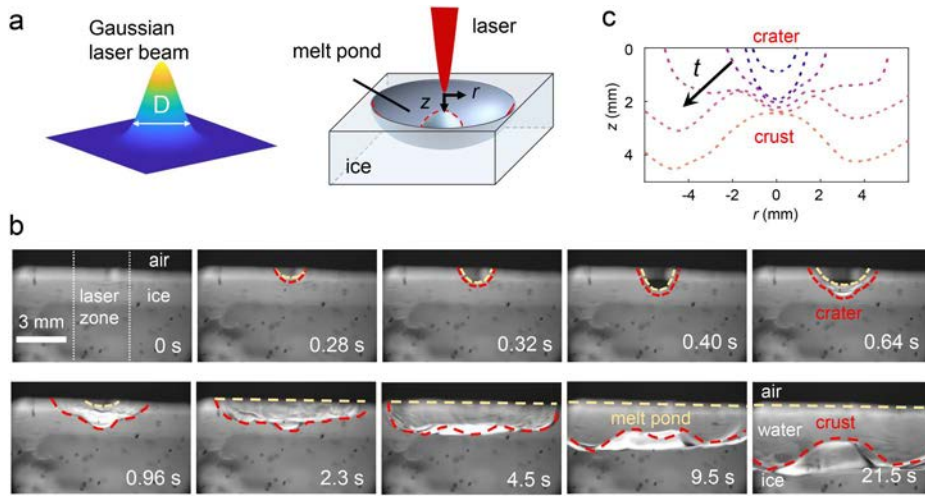 a
Gaussian
laser beam
D
melt pond
laser
z
r
ice
c
crater
0
2
4
z (mm)
t
crust
-4
-2
0
2
4
r (mm)
b
air
laser
zone
ice
3 mm
0 s
0.28 s
0.32 s
0.40 s
crater
0.64 s
0.96 s
2.3 s
4.5 s
melt pond
9.5 s
air
water
crust
ice
21.5 s